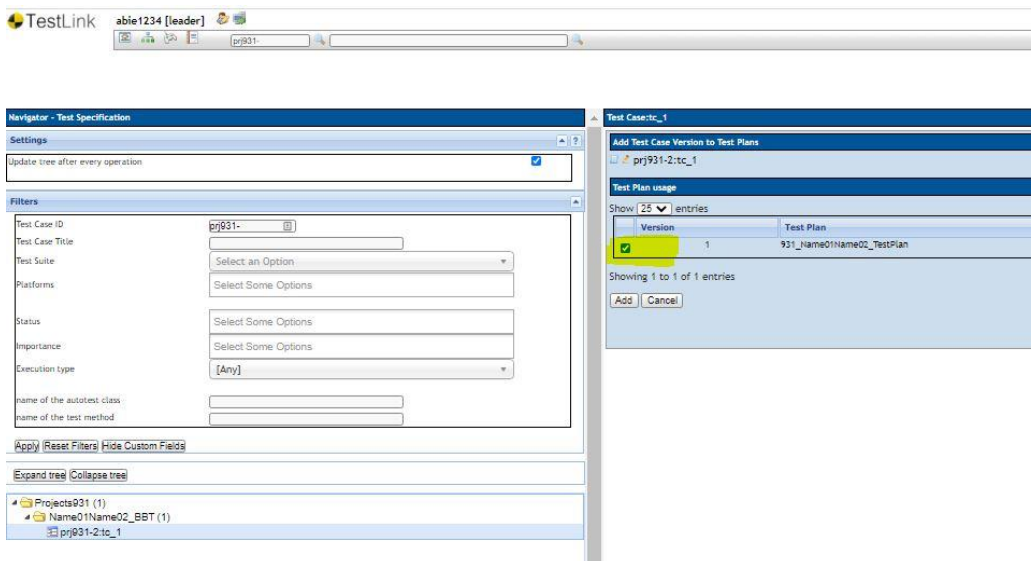 TestLink
abie1234 [leader]
prj931-
Navigator - Test Specification
Settings
Update tree after every operation
Filters
Test Case ID
prj931-
Test Case Title
Test Suite
Select an Option
Platforms
Select Some Options
Status
Select Some Options
Importance
Select Some Options
Execution type
[Any]
name of the autotest class
name of the test method
Apply Reset Filters Hide Custom Fields
Expand tree Collapse tree
Projects931 (1)
Name01Name02_BBT (1)
prj931-2:tc_1
Test Case:tc_1
Add Test Case Version to Test Plans
prj931-2:tc_1
Test Plan usage
Show 25 entries
Version Test Plan
1 931_Name01Name02_TestPlan
Showing 1 to 1 of 1 entries
Add Cancel